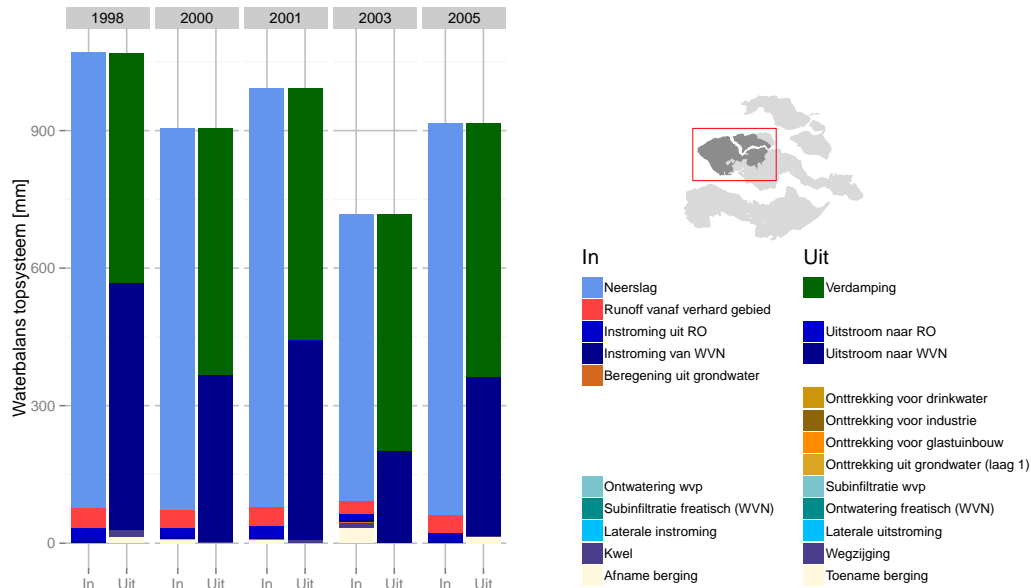 1998 2000 2001 2003 2005
Waterbalans topsysteem [mm]
900
600
300
0
In Uit In Uit In Uit In Uit In Uit
In
Neerslag
Runoff vanaf verhard gebied
Instroming uit RO
Instroming van WVN
Beregening uit grondwater
Ontwatering wvp
Subinfiltratie freatisch (WVN)
Laterale instroming
Kwel
Afname berging
Uit
Verdamping
Uitstroom naar RO
Uitstroom naar WVN
Onttrekking voor drinkwater
Onttrekking voor industrie
Onttrekking voor glastuinbouw
Onttrekking uit grondwater (laag 1)
Subinfiltratie wvp
Ontwatering freatisch (WVN)
Laterale uitstroming
Wegzijging
Toename berging